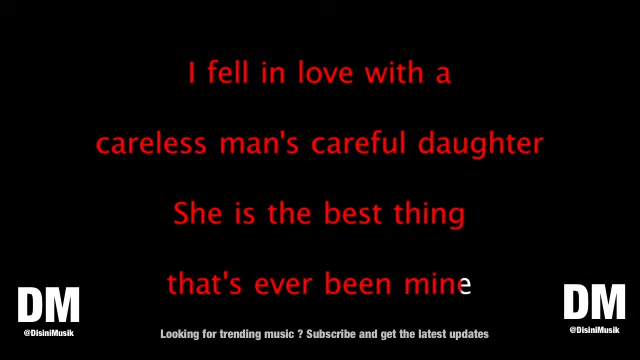 I fell in love with a
careless man's careful daughter
She is the best thing
that's ever been mine
DM
@DisiniMusik
DM
@DisiniMusik
Looking for trending music ? Subscribe and get the latest updates